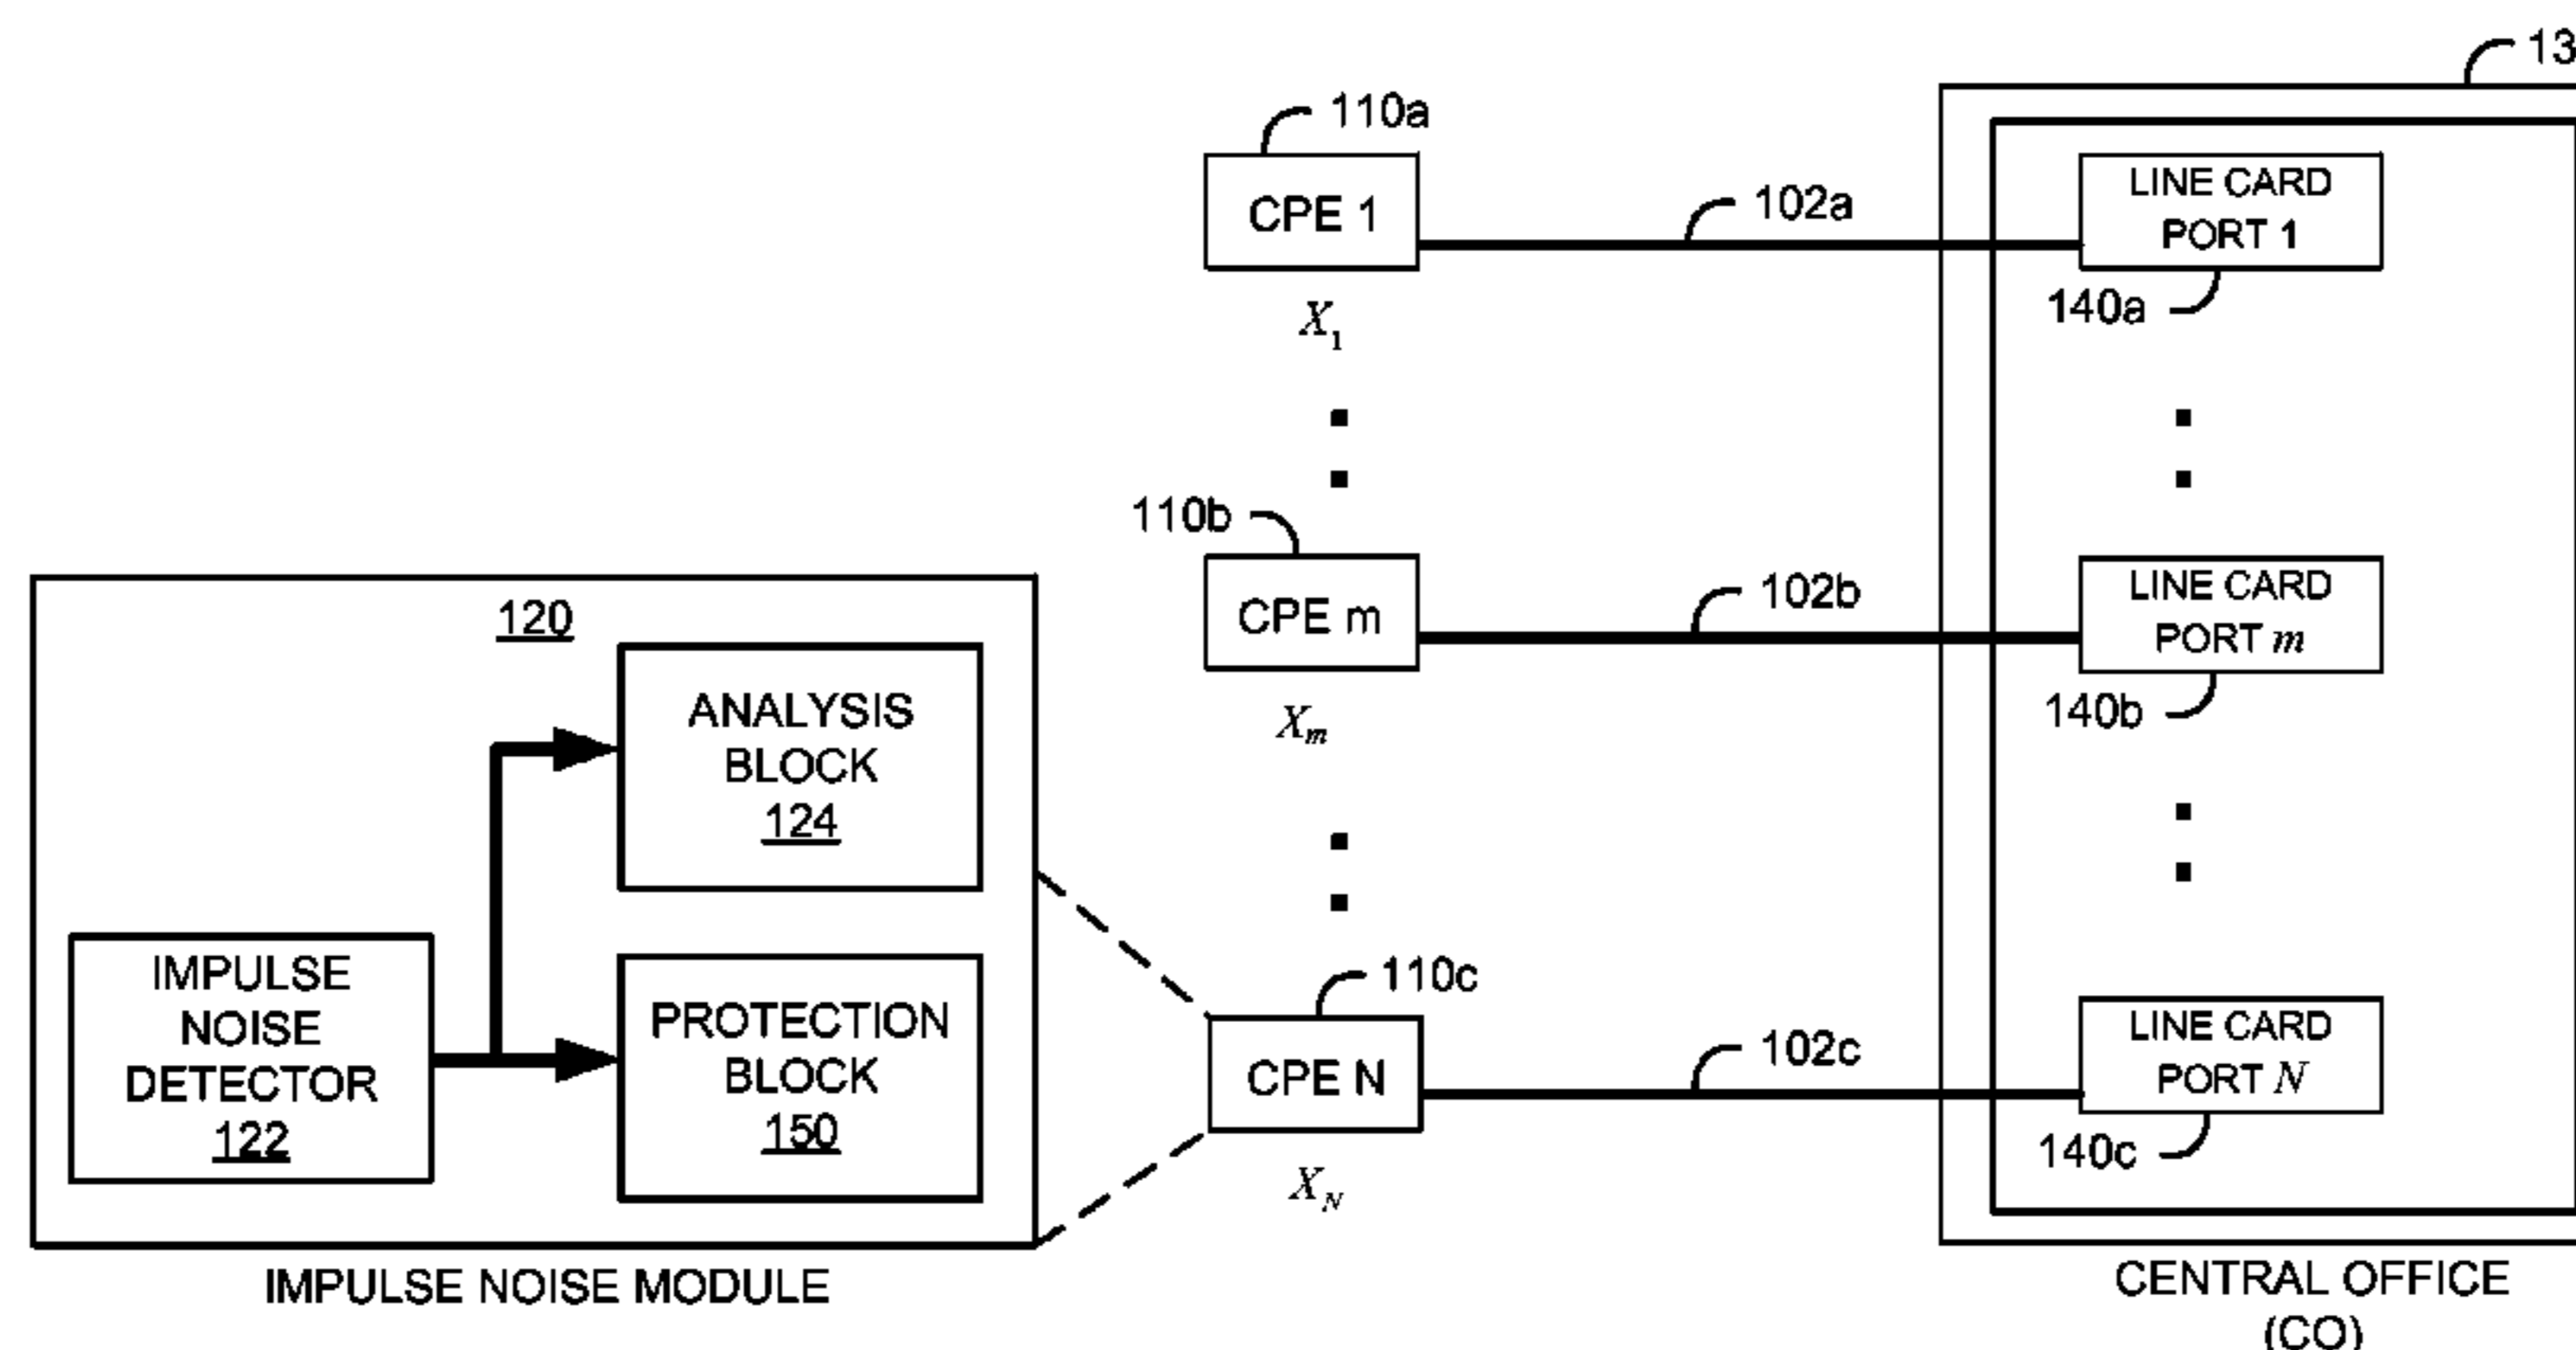 13
110a
CPE 1
102a
LINE CARD
PORT 1
X1
140a
110b
CPE m
102b
LINE CARD
PORT m
Xm
140b
120
ANALYSIS
BLOCK
124
IMPULSE
NOISE
DETECTOR
122
PROTECTION
BLOCK
150
110c
CPE N
102c
LINE CARD
PORT N
XN
140c
IMPULSE NOISE MODULE
CENTRAL OFFICE
(CO)